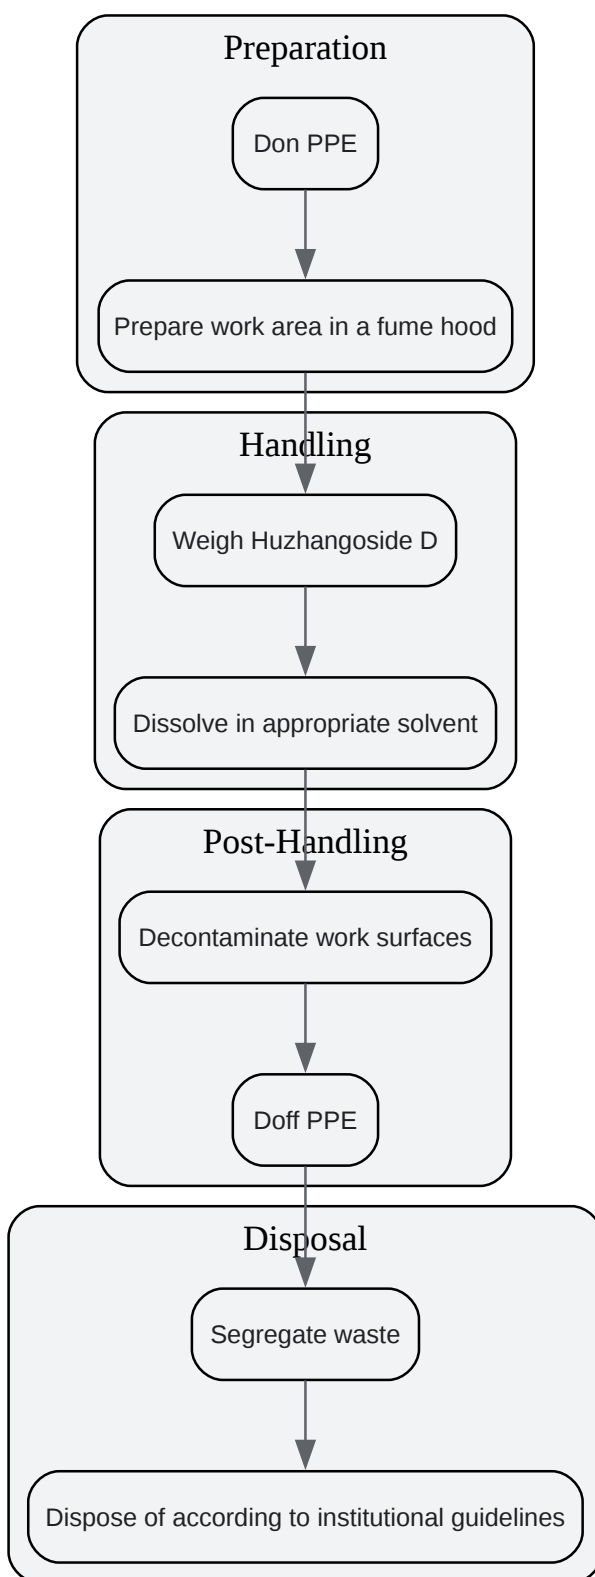 Preparation
Don PPE
Prepare work area in a fume hood
Handling
Weigh Huzhangoside D
Dissolve in appropriate solvent
Post-Handling
Decontaminate work surfaces
Doff PPE
Disposal
Segregate waste
Dispose of according to institutional guidelines